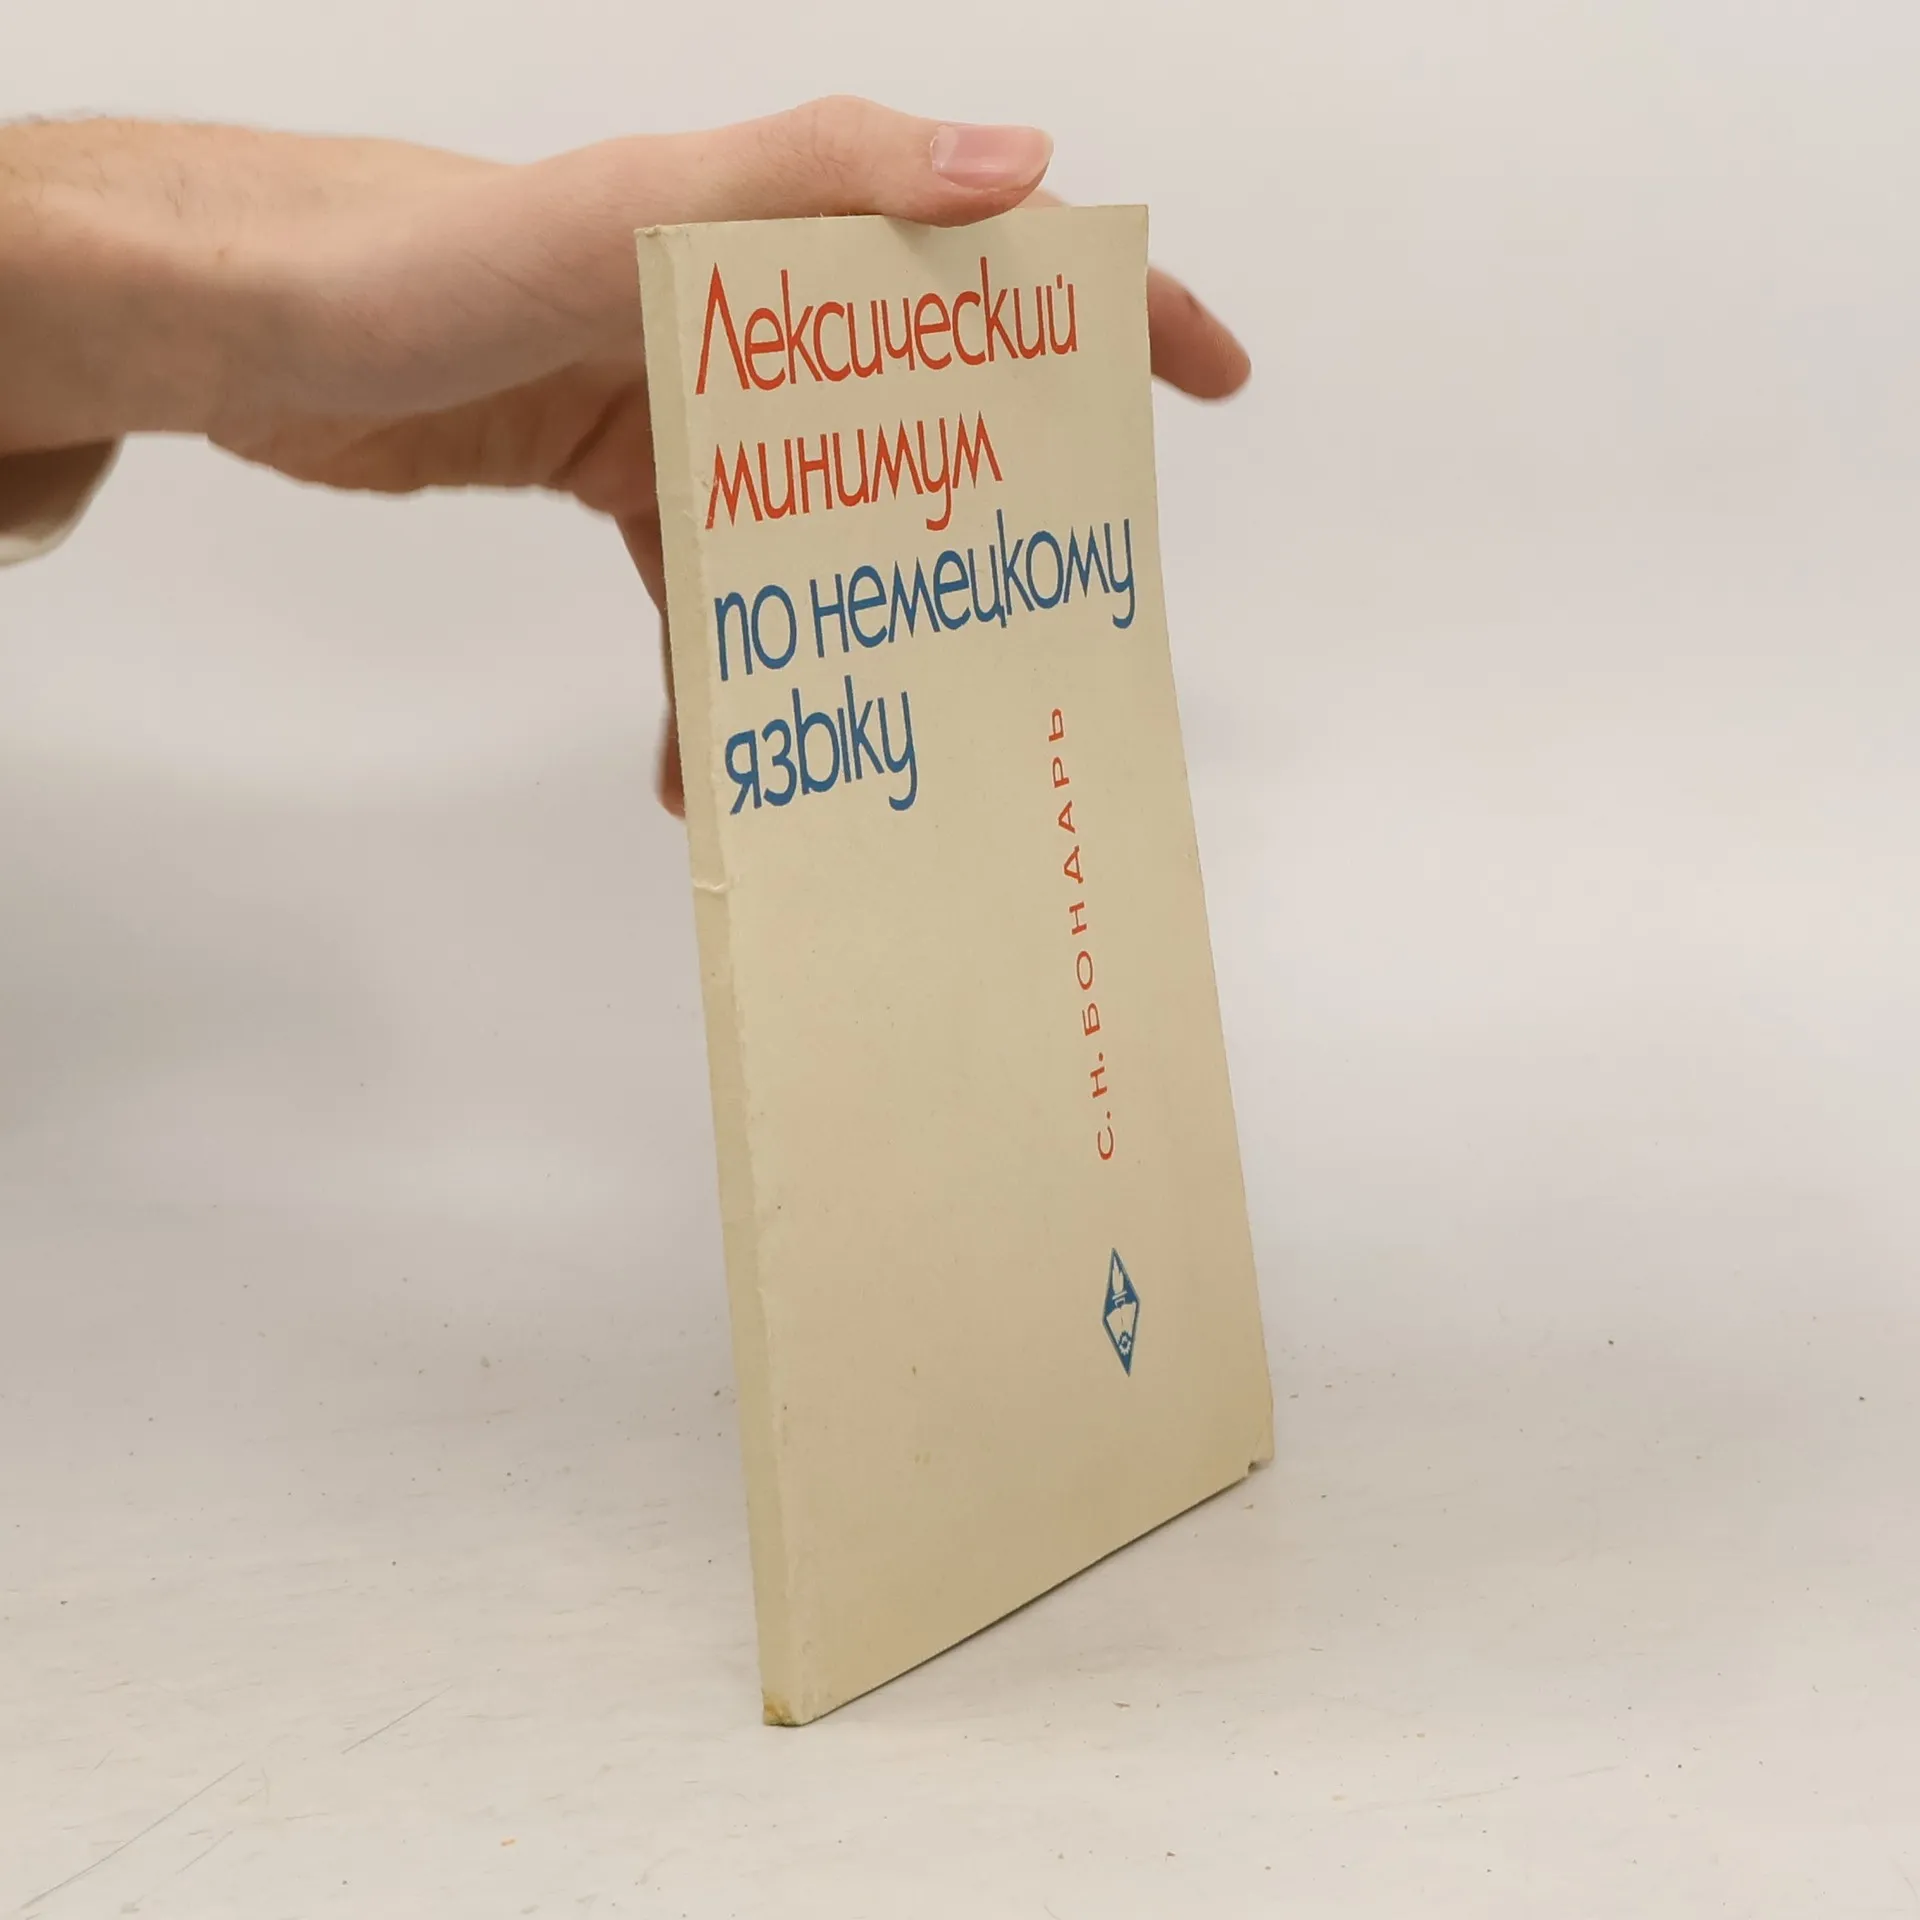 Лексический
минимум
по немецкому
языку
С.Н.БОНДАРЬ